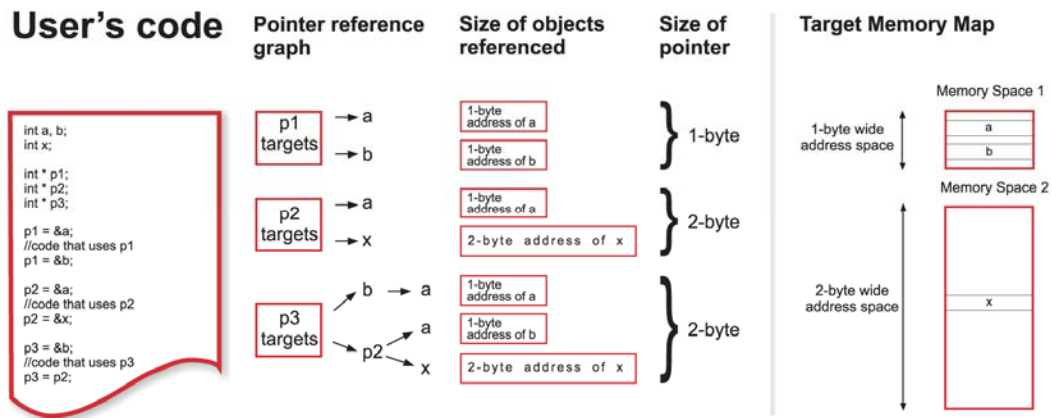 User's code
Pointer reference
graph
Size of objects
referenced
Size of
pointer
Target Memory Map
int a, b;
int x;
int * p1;
int * p2;
int * p3;
p1 = &a;
//code that uses p1
p1 = &b;
p2 = &a;
//code that uses p2
p2 = &x;
p3 = &b;
//code that uses p3
p3 = p2;
p1
targets
a
b
1-byte
address of a
1-byte
address of b
1-byte
p2
targets
a
x
1-byte
address of a
2-byte address of x
2-byte
p3
targets
b
a
p2
a
x
1-byte
address of a
1-byte
address of b
2-byte address of x
2-byte
Memory Space 1
1-byte wide
address space
a
b
Memory Space 2
2-byte wide
address space
x